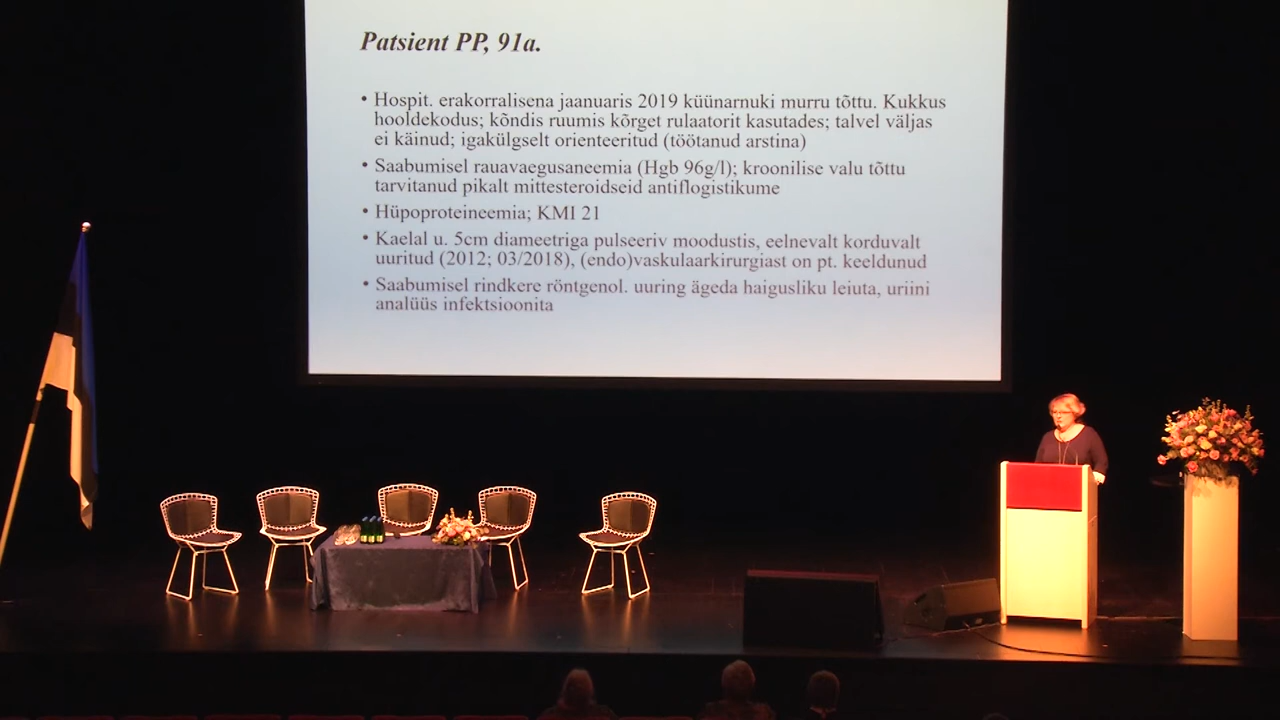 Patsient PP, 91a.
• Hospit. erakorralisena jaanuaris 2019 küünarnuki murru tõttu. Kukkus
hooldekodus; kõndis ruumis kõrget rulaatorit kasutades; talvel väljas
ei käinud; igakülgselt orienteeritud (töötanud arstina)
• Saabumisel rauavaegusaneemia (Hgb 96g/l); kroonilise valu tõttu
tarvitanud pikalt mittesteroidseid antiflogistikume
• Hüpoproteineemia; KMI 21
• Kaelal u. 5cm diameetriga pulseeriv moodustis, eelnevalt korduvalt
uuritud (2012; 03/2018), (endo)vaskulaarkirurgiast on pt. keeldunud
• Saabumisel rindkere röntgenol. uuring ägeda haigusliku leiuta, uriini
analüüs infektsioonita